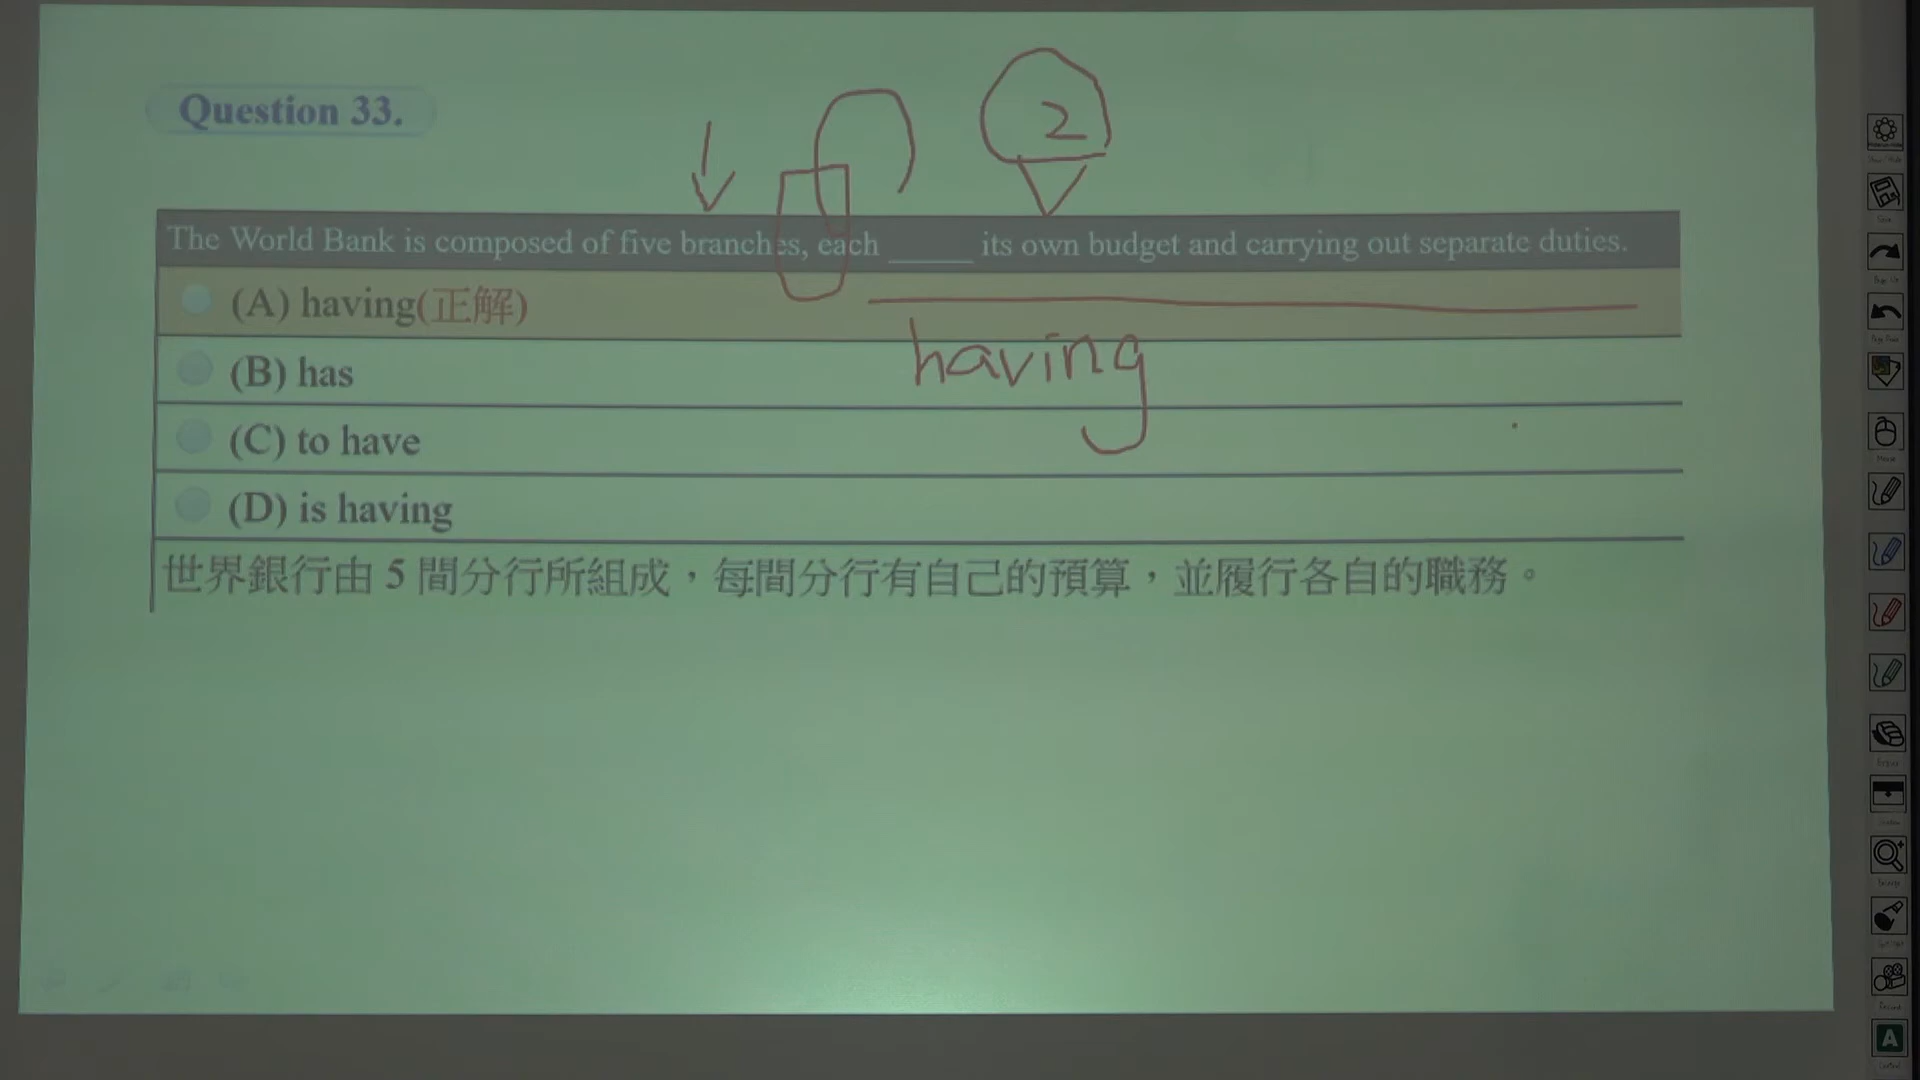 Question 33.
2
The World Bank is composed of five branches, each _____ its own budget and carrying out separate duties.
(A) having(正解)
having
(B) has
(C) to have
(D) is having
世界銀行由 5 間分行所組成，每間分行有自己的預算，並履行各自的職務。
A